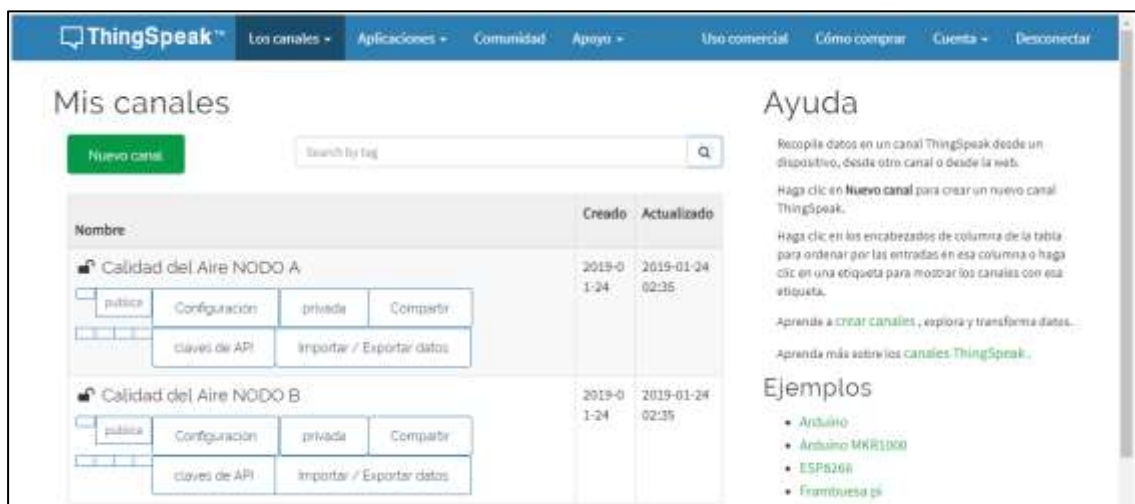 ThingSpeak™ Los canales Aplicaciones Comunidad Apoyo Uso comercial Cómo comprar Cuenta Desconectar
Mis canales
Nuevo canal
Search by tag
Nombre Creado Actualizado
Calidad del Aire NODO A 2019-0 2019-01-24
1-24 02:35
publica Configuración privada Compartir
claves de API Importar / Exportar datos
Calidad del Aire NODO B 2019-0 2019-01-24
1-24 02:35
publica Configuración privada Compartir
claves de API Importar / Exportar datos
Ayuda
Recopile datos en un canal ThingSpeak desde un
dispositivo, desde otro canal o desde la web.
Haga clic en Nuevo canal para crear un nuevo canal
ThingSpeak.
Haga clic en los encabezados de columna de la tabla
para ordenar por las entradas en esa columna o haga
clic en una etiqueta para mostrar los canales con esa
etiqueta.
Aprende a crear canales , explora y transforma datos.
Aprenda más sobre los canales ThingSpeak .
Ejemplos
Arduino
Arduino MKR1000
ESP8266
Frambuesa pi